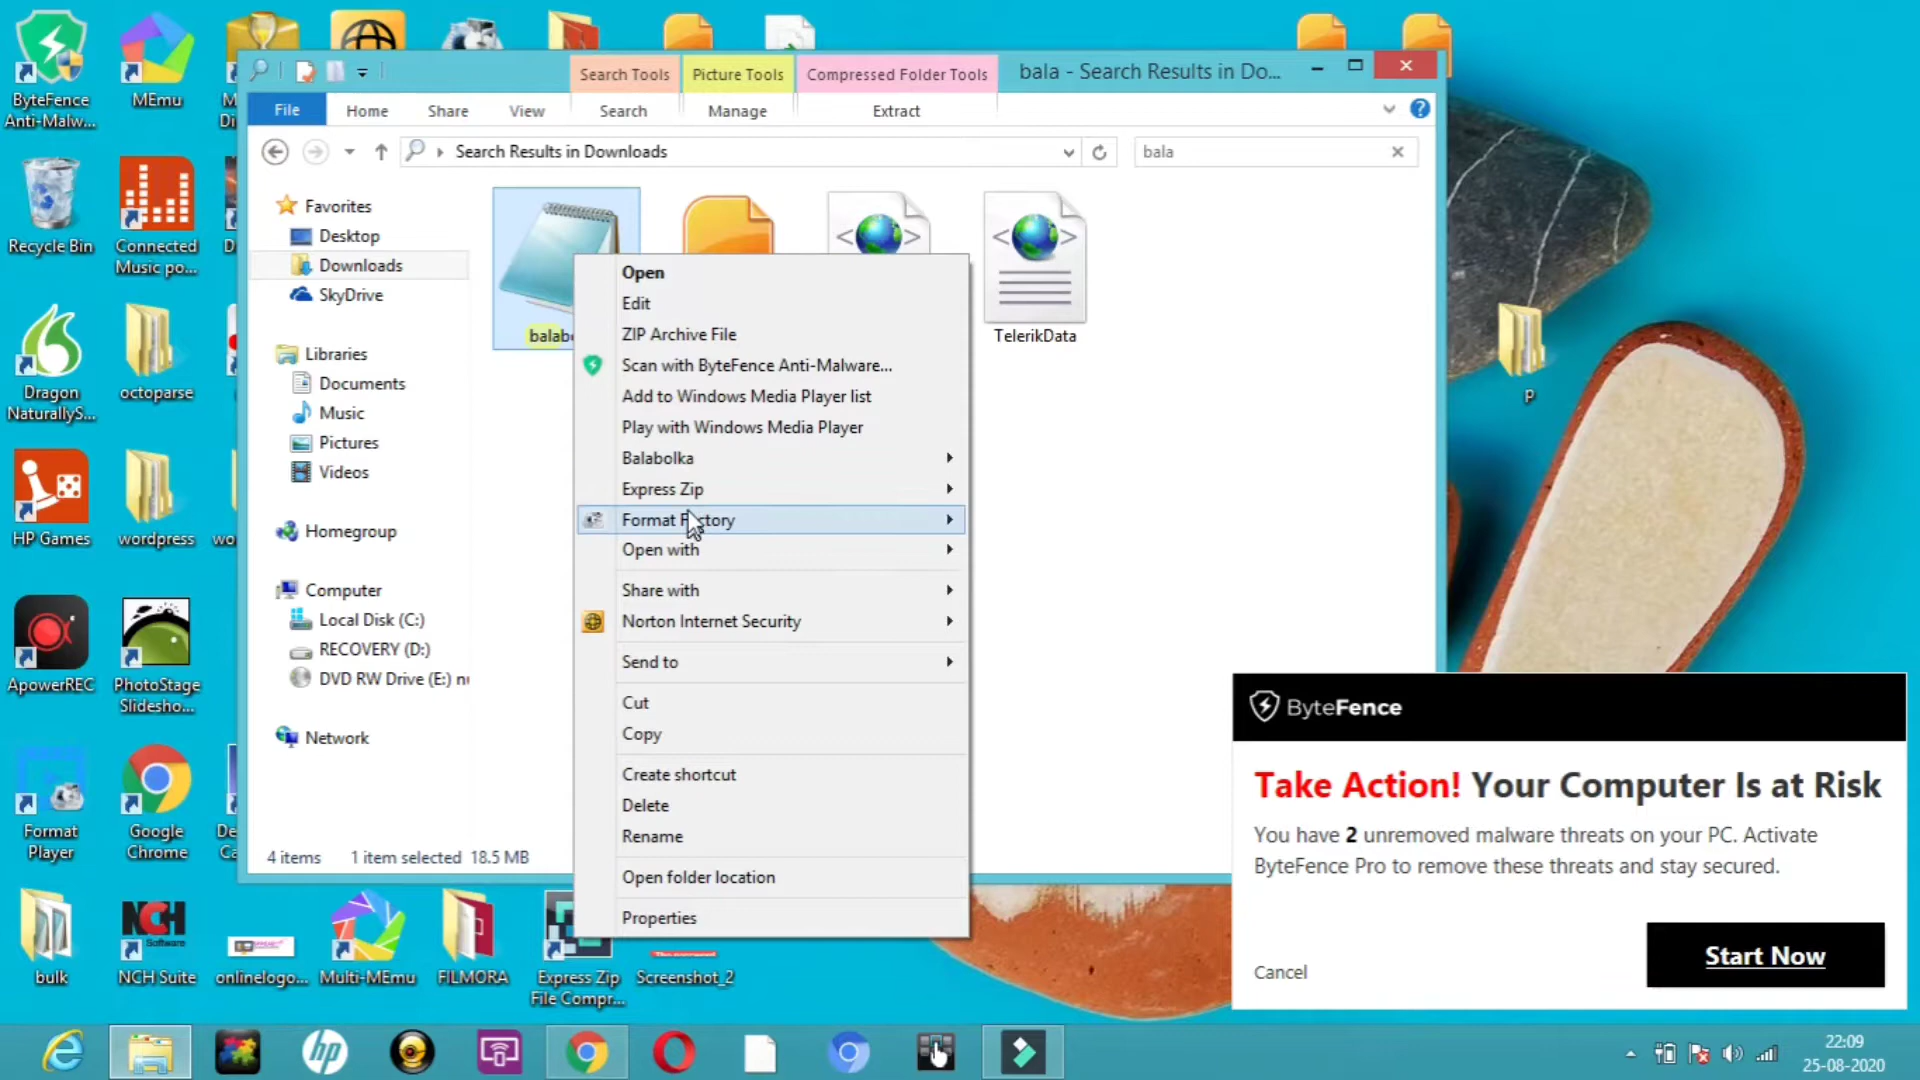 ByteFence
Anti-Malw...
MEmu
Recycle Bin
Connected
Music po...
Dragon
NaturallyS...
octoparse
HP Games
wordpress
ApowerREC
PhotoStage
Slidesho...
Format
Player
Google
Chrome
bulk
NCH
Software
NCH Suite
onlinelogo...
Multi-MEmu
FILMORA
Express Zip
File Compr...
Screenshot_2
p
Search Tools
Picture Tools
Compressed Folder Tools
bala - Search Results in Do...
File
Home
Share
View
Search
Manage
Extract
Search Results in Downloads
bala
Favorites
Desktop
Downloads
SkyDrive
Libraries
Documents
Music
Pictures
Videos
Homegroup
Computer
Local Disk (C:)
RECOVERY (D:)
DVD RW Drive (E:)
Network
TelerikData
Open
Edit
ZIP Archive File
Scan with ByteFence Anti-Malware...
Add to Windows Media Player list
Play with Windows Media Player
Balabolka
Express Zip
Format Factory
Open with
Share with
Norton Internet Security
Send to
Cut
Copy
Create shortcut
Delete
Rename
Open folder location
Properties
4 items
1 item selected 18.5 MB
ByteFence
Take Action! Your Computer Is at Risk
You have 2 unremoved malware threats on your PC. Activate
ByteFence Pro to remove these threats and stay secured.
Cancel
Start Now
hp
22:09
25-08-2020